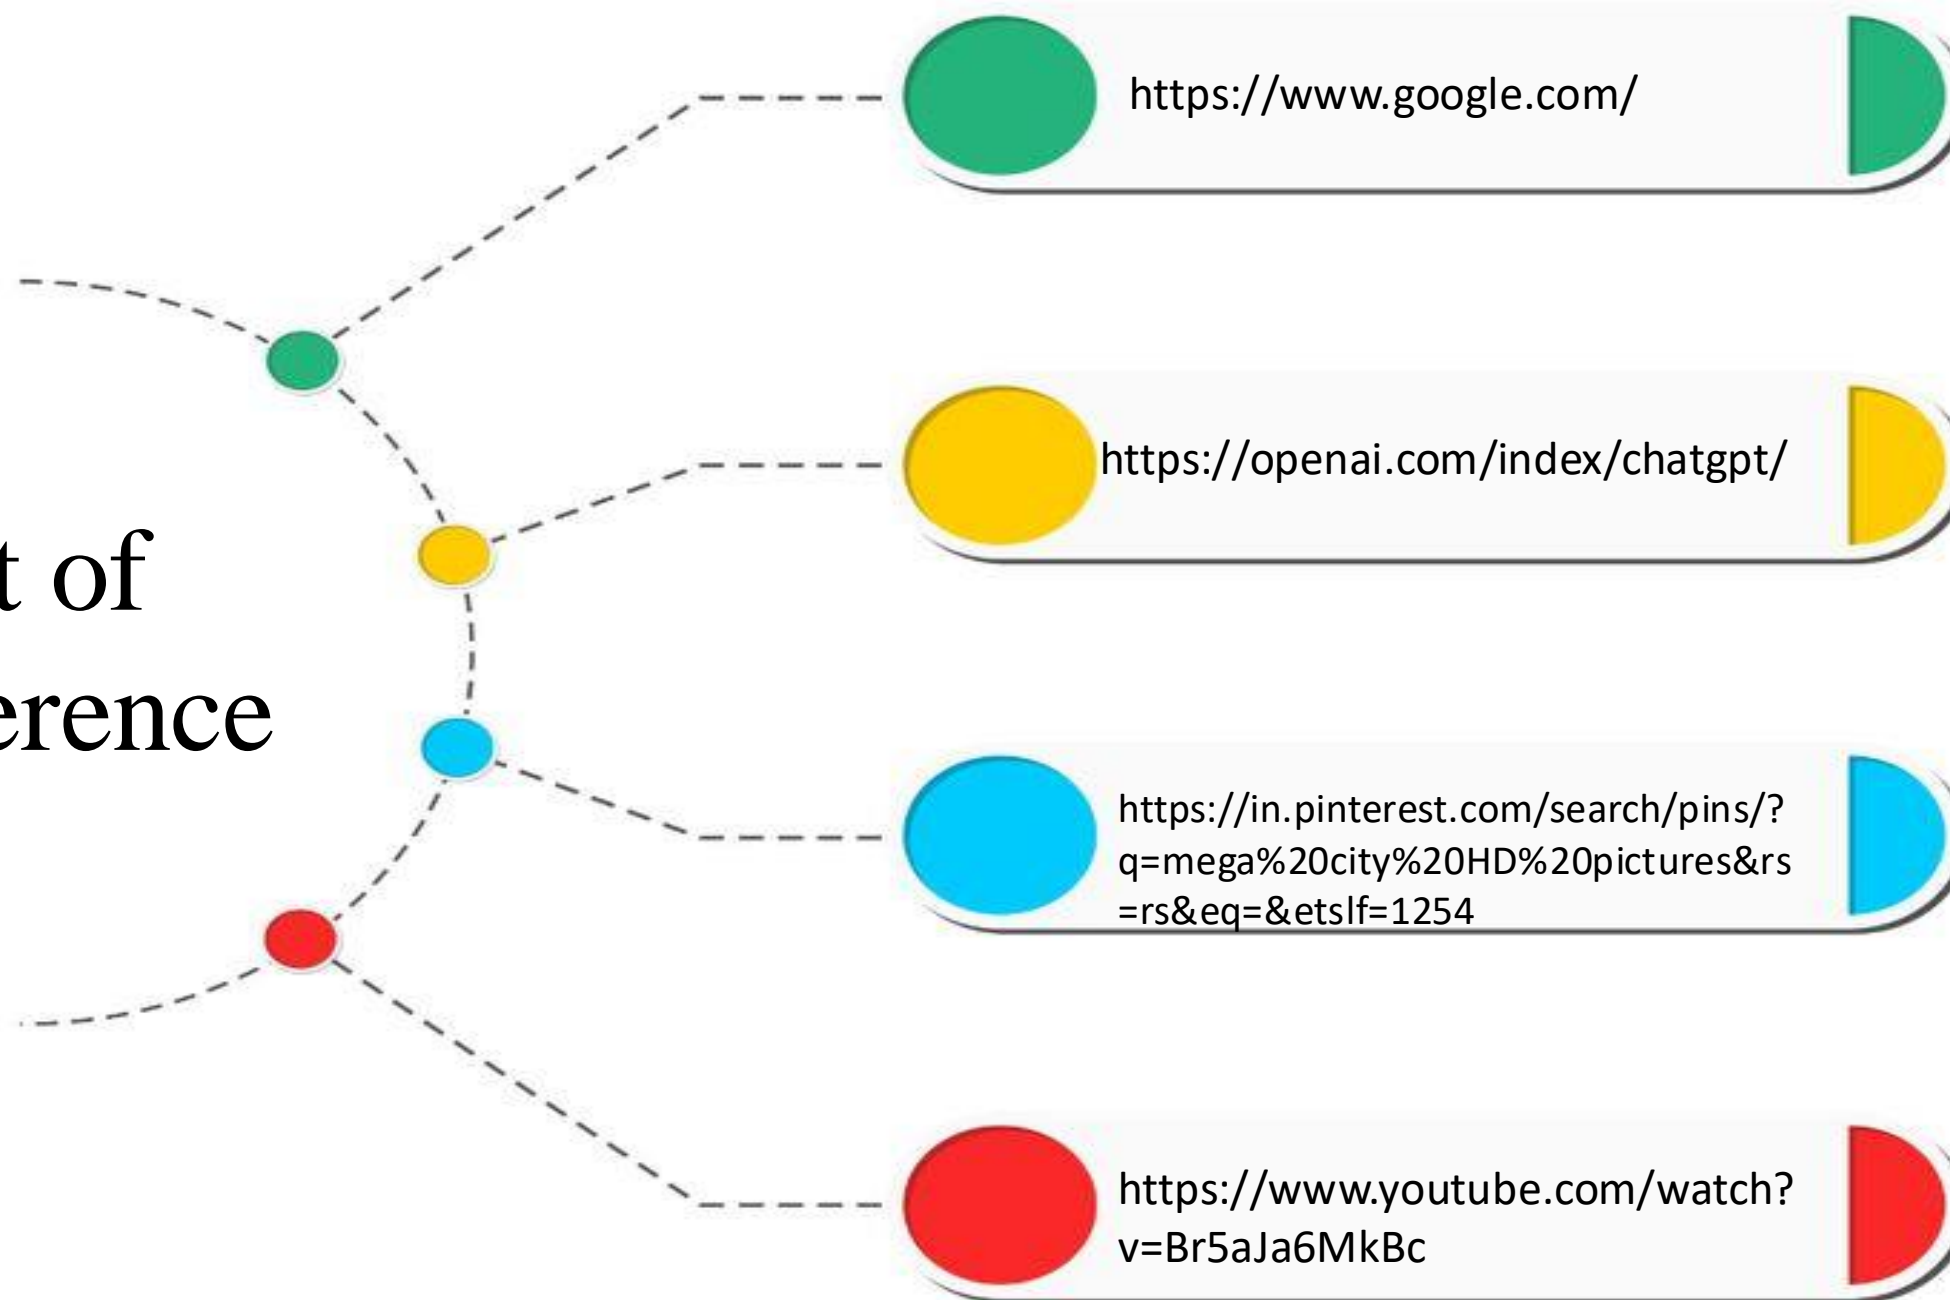 t of
erence
https://www.google.com/
https://openai.com/index/chatgpt/
https://in.pinterest.com/search/pins/?
q=mega%20city%20HD%20pictures&rs
=rs&eq=&etslf=1254
https://www.youtube.com/watch?
v=Br5aJa6MkBc